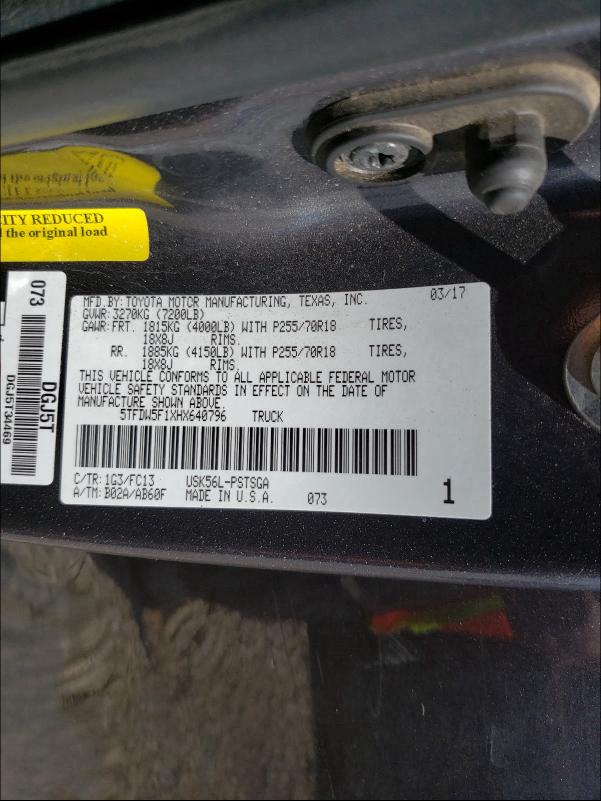 CITY REDUCED
d the original load
073
DGJ5T
DGJ5T34469
MFD.BY:TOYOTA MOTOR MANUFACTURING, TEXAS, INC. 03/17
GVWR:3270KG (7200LB)
GAWR:FRT. 1815KG (4000LB) WITH P255/70R18 TIRES,
18X8J RIMS.
RR. 1885KG (4150LB) WITH P255/70R18 TIRES,
18X8J RIMS.
THIS VEHICLE CONFORMS TO ALL APPLICABLE FEDERAL MOTOR
VEHICLE SAFETY STANDARDS IN EFFECT ON THE DATE OF
MANUFACTURE SHOWN ABOVE.
5TFDW5F1XHX640796 TRUCK
C/TR:1G3/FC13 USK56L-PSTSGA
A/TM:B02A/AB60F MADE IN U.S.A 073 1